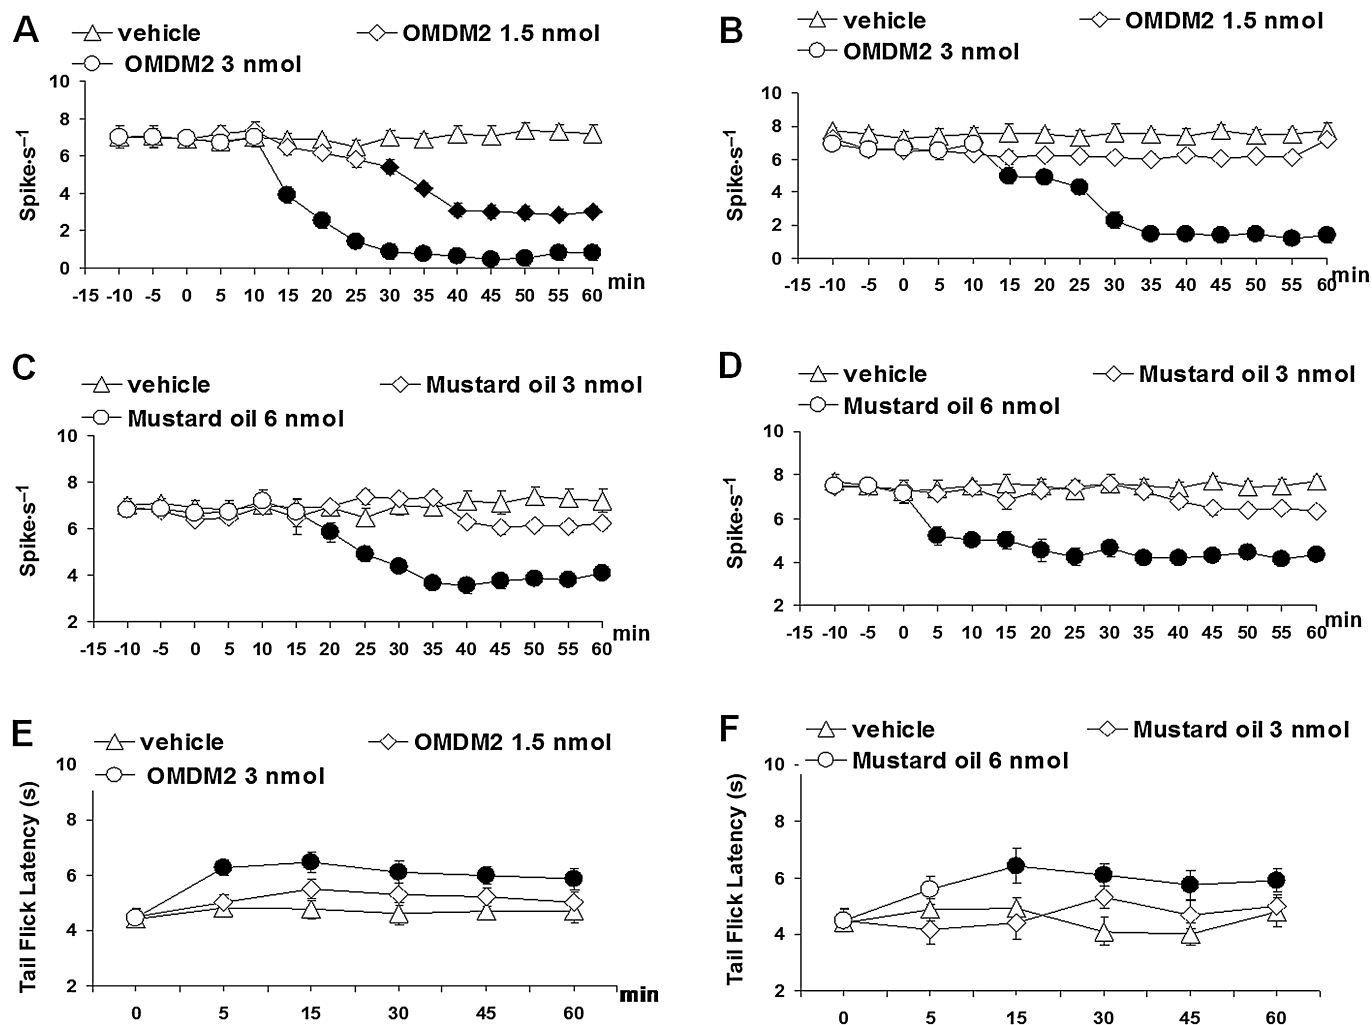 A
vehicle
OMDM2 1.5 nmol
OMDM2 3 nmol
Spike·s⁻¹
10
8
6
4
2
0
-15 -10 -5 0 5 10 15 20 25 30 35 40 45 50 55 60 min
B
vehicle
OMDM2 1.5 nmol
OMDM2 3 nmol
Spike·s⁻¹
10
8
6
4
2
0
-15 -10 -5 0 5 10 15 20 25 30 35 40 45 50 55 60 min
C
vehicle
Mustard oil 3 nmol
Mustard oil 6 nmol
Spike·s⁻¹
10
8
6
4
2
-15 -10 -5 0 5 10 15 20 25 30 35 40 45 50 55 60 min
D
vehicle
Mustard oil 3 nmol
Mustard oil 6 nmol
Spike·s⁻¹
10
8
6
4
2
-15 -10 -5 0 5 10 15 20 25 30 35 40 45 50 55 60 min
E
vehicle
OMDM2 1.5 nmol
OMDM2 3 nmol
Tail Flick Latency (s)
10
8
6
4
2
0 5 15 30 45 60 min
F
vehicle
Mustard oil 3 nmol
Mustard oil 6 nmol
Tail Flick Latency (s)
10
8
6
4
2
0 5 15 30 45 60